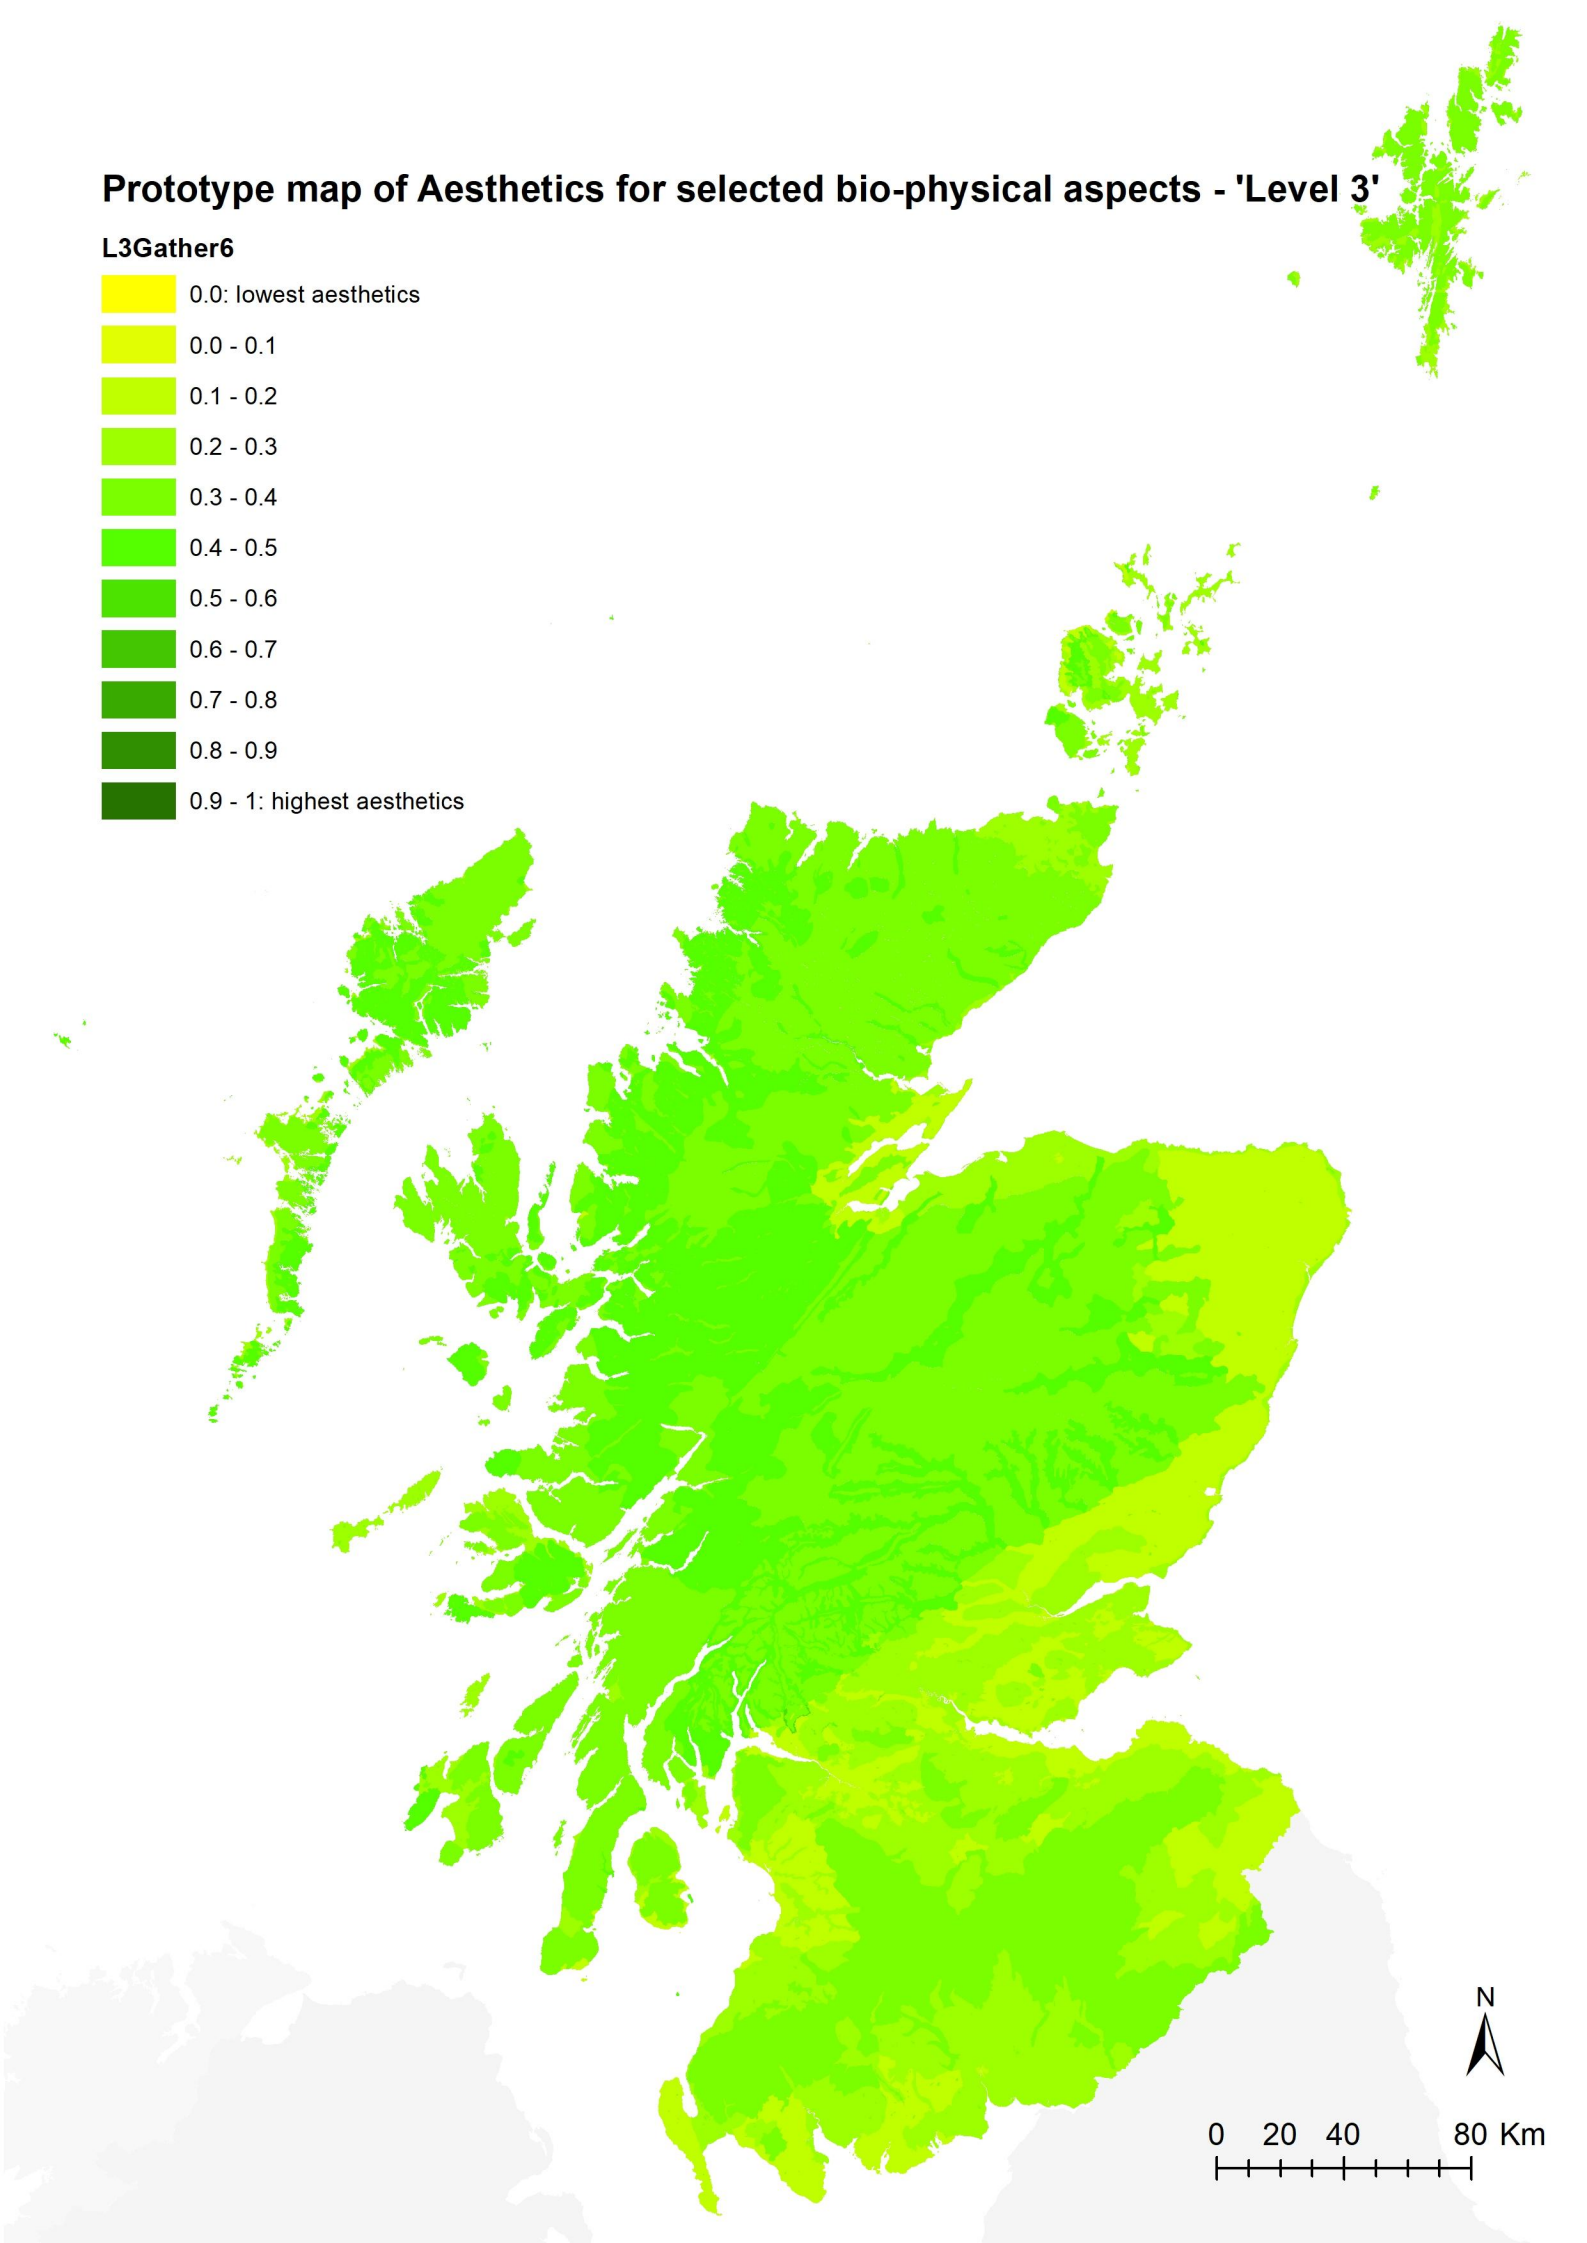 Prototype map of Aesthetics for selected bio-physical aspects - 'Level 3'
L3Gather6
0.0: lowest aesthetics
0.0 - 0.1
0.1 - 0.2
0.2 - 0.3
0.3 - 0.4
0.4 - 0.5
0.5 - 0.6
0.6 - 0.7
0.7 - 0.8
0.8 - 0.9
0.9 - 1: highest aesthetics
N
0 20 40 80 Km